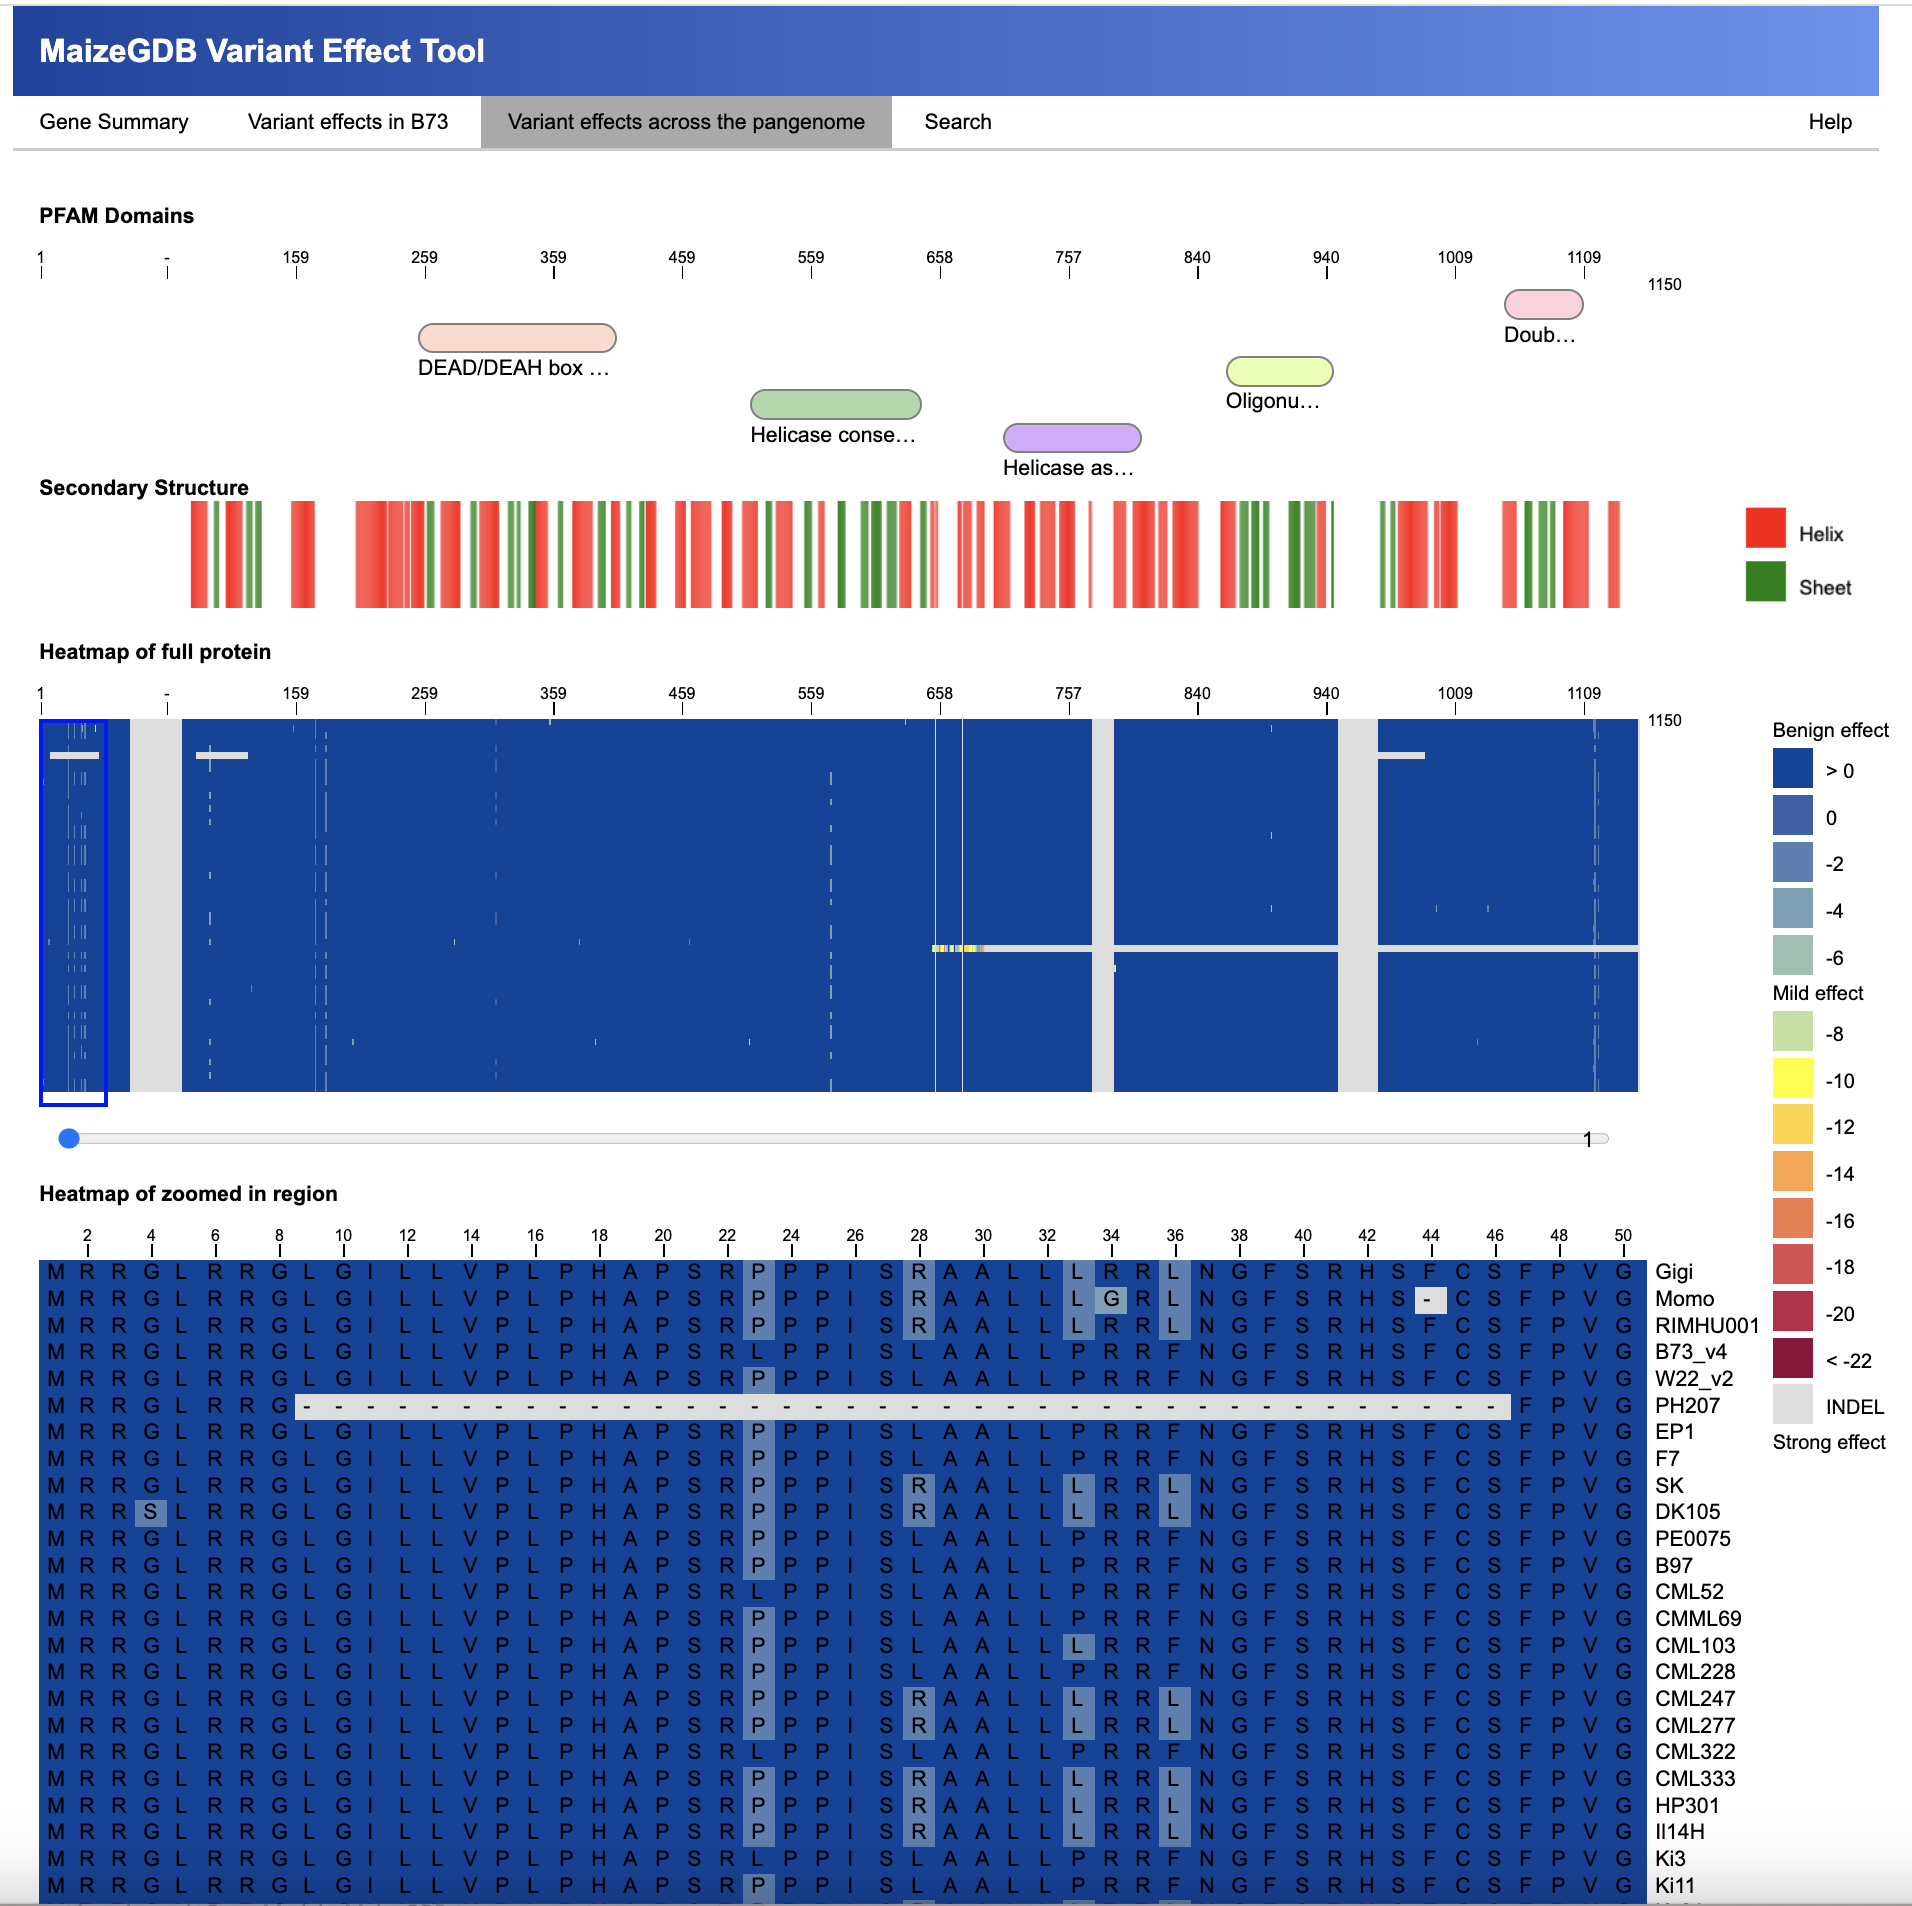 MaizeGDB Variant Effect Tool
Gene Summary Variant effects in B73 Variant effects across the pangenome Search Help
PFAM Domains
1 - 159 259 359 459 559 658 757 840 940 1009 1109
1150
Doub…
DEAD/DEAH box …
Oligonu…
Helicase conse…
Helicase as…
Secondary Structure
Helix
Sheet
Heatmap of full protein
1 - 159 259 359 459 559 658 757 840 940 1009 1109
1150
Benign effect
> 0
0
-2
-4
-6
Mild effect
-8
-10
-12
-14
-16
-18
-20
< -22
INDEL
Strong effect
1
Heatmap of zoomed in region
2 4 6 8 10 12 14 16 18 20 22 24 26 28 30 32 34 36 38 40 42 44 46 48 50
M R R G L R R G L G I L L V P L P H A P S R P P P I S R A A L L L R R L N G F S R H S F C S F P V G Gigi
M R R G L R R G L G I L L V P L P H A P S R P P P I S R A A L L L G R L N G F S R H S - C S F P V G Momo
M R R G L R R G L G I L L V P L P H A P S R P P P I S R A A L L L R R L N G F S R H S F C S F P V G RIMHU001
M R R G L R R G L G I L L V P L P H A P S R L P P I S L A A L L P R R F N G F S R H S F C S F P V G B73_v4
M R R G L R R G L G I L L V P L P H A P S R P P P I S L A A L L P R R F N G F S R H S F C S F P V G W22_v2
M R R G L R R G - - - - - - - - - - - - - - - - - - - - - - - - - - - - - - - - - - - - - - F P V G PH207
M R R G L R R G L G I L L V P L P H A P S R P P P I S L A A L L P R R F N G F S R H S F C S F P V G EP1
M R R G L R R G L G I L L V P L P H A P S R P P P I S L A A L L P R R F N G F S R H S F C S F P V G F7
M R R G L R R G L G I L L V P L P H A P S R P P P I S R A A L L L R R L N G F S R H S F C S F P V G SK
M R R S L R R G L G I L L V P L P H A P S R P P P I S R A A L L L R R L N G F S R H S F C S F P V G DK105
M R R G L R R G L G I L L V P L P H A P S R P P P I S L A A L L P R R F N G F S R H S F C S F P V G PE0075
M R R G L R R G L G I L L V P L P H A P S R P P P I S L A A L L P R R F N G F S R H S F C S F P V G B97
M R R G L R R G L G I L L V P L P H A P S R L P P I S L A A L L P R R F N G F S R H S F C S F P V G CML52
M R R G L R R G L G I L L V P L P H A P S R P P P I S L A A L L P R R F N G F S R H S F C S F P V G CMML69
M R R G L R R G L G I L L V P L P H A P S R P P P I S L A A L L L R R F N G F S R H S F C S F P V G CML103
M R R G L R R G L G I L L V P L P H A P S R P P P I S L A A L L P R R F N G F S R H S F C S F P V G CML228
M R R G L R R G L G I L L V P L P H A P S R P P P I S R A A L L L R R L N G F S R H S F C S F P V G CML247
M R R G L R R G L G I L L V P L P H A P S R P P P I S R A A L L L R R L N G F S R H S F C S F P V G CML277
M R R G L R R G L G I L L V P L P H A P S R L P P I S L A A L L P R R F N G F S R H S F C S F P V G CML322
M R R G L R R G L G I L L V P L P H A P S R P P P I S R A A L L L R R L N G F S R H S F C S F P V G CML333
M R R G L R R G L G I L L V P L P H A P S R P P P I S R A A L L L R R L N G F S R H S F C S F P V G HP301
M R R G L R R G L G I L L V P L P H A P S R P P P I S R A A L L L R R L N G F S R H S F C S F P V G Il14H
M R R G L R R G L G I L L V P L P H A P S R L P P I S L A A L L P R R F N G F S R H S F C S F P V G Ki3
M R R G L R R G L G I L L V P L P H A P S R P P P I S L A A L L P R R F N G F S R H S F C S F P V G Ki11